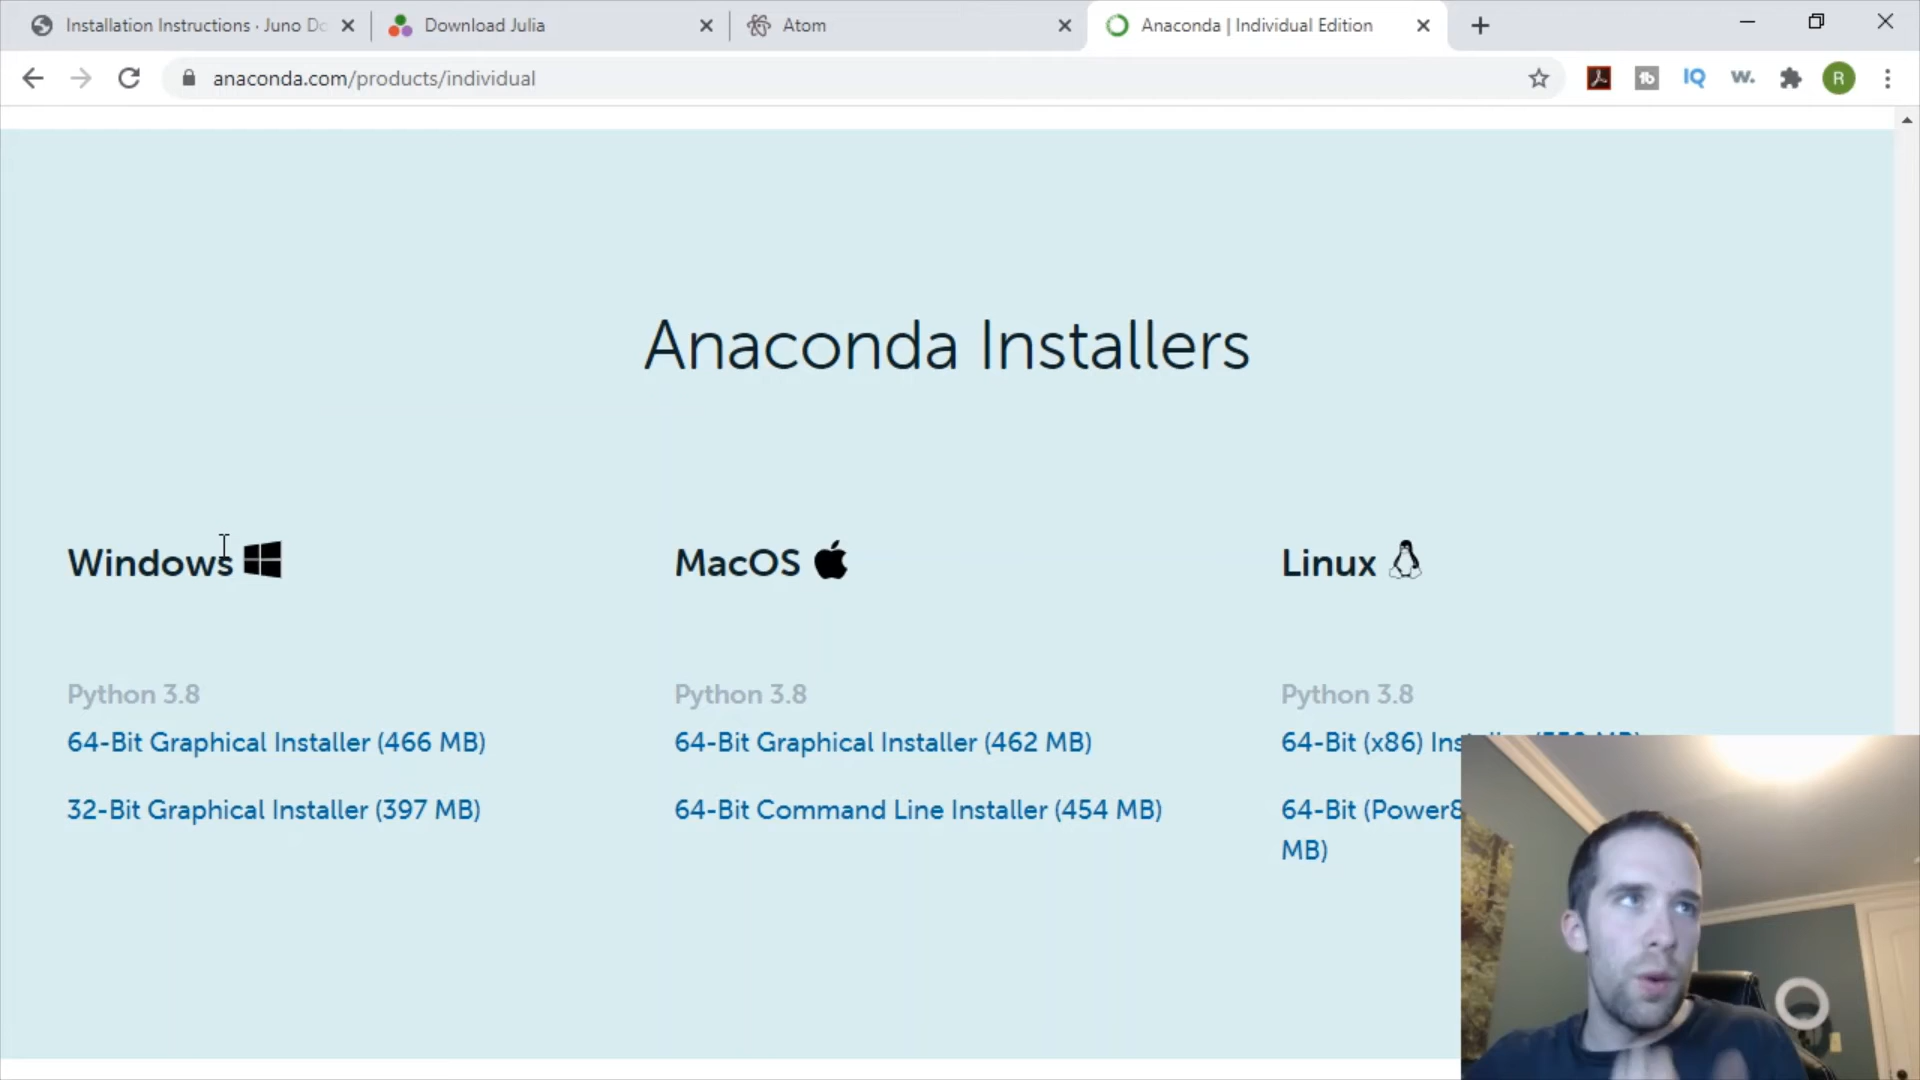 Installation Instructions · Juno Do
Download Julia
Atom
Anaconda | Individual Edition
anaconda.com/products/individual
IQ
w.
R
Anaconda Installers
Windows
MacOS
Linux
Python 3.8
Python 3.8
Python 3.8
64-Bit Graphical Installer (466 MB)
64-Bit Graphical Installer (462 MB)
64-Bit (x86)
32-Bit Graphical Installer (397 MB)
64-Bit Command Line Installer (454 MB)
64-Bit (Power8
MB)